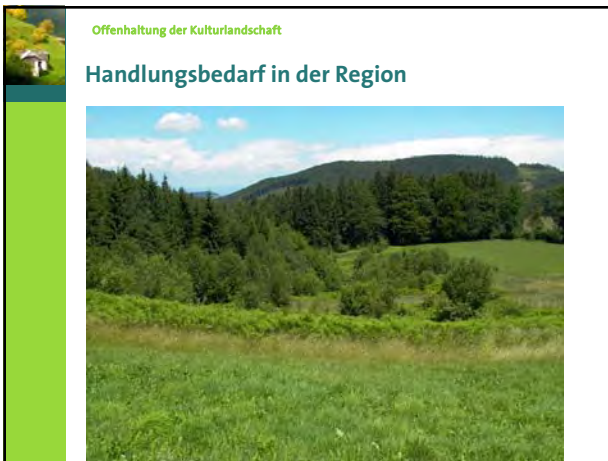 Offenhaltung der Kulturlandschaft
Handlungsbedarf in der Region